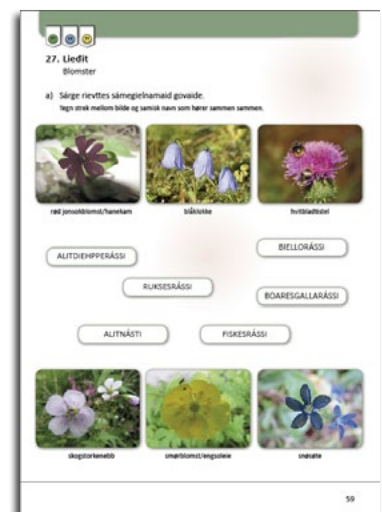 27. Lieđit
Blomster
a) Sárge rievttes sámegielnamaid govaide.
Tegn strek mellom bilde og samisk navn som hører sammen sammen.
rød jonsokblomst/hanekam
blåklokke
hvitbladtistel
ALITDIEHPPERÁSSI
BIELLORÁSSI
RUKSESRÁSSI
BOARESGALLARÁSSI
ALITNÁSTI
FISKESRÁSSI
skogstorkenebb
smørblomst/engsoleie
snøsøte
59